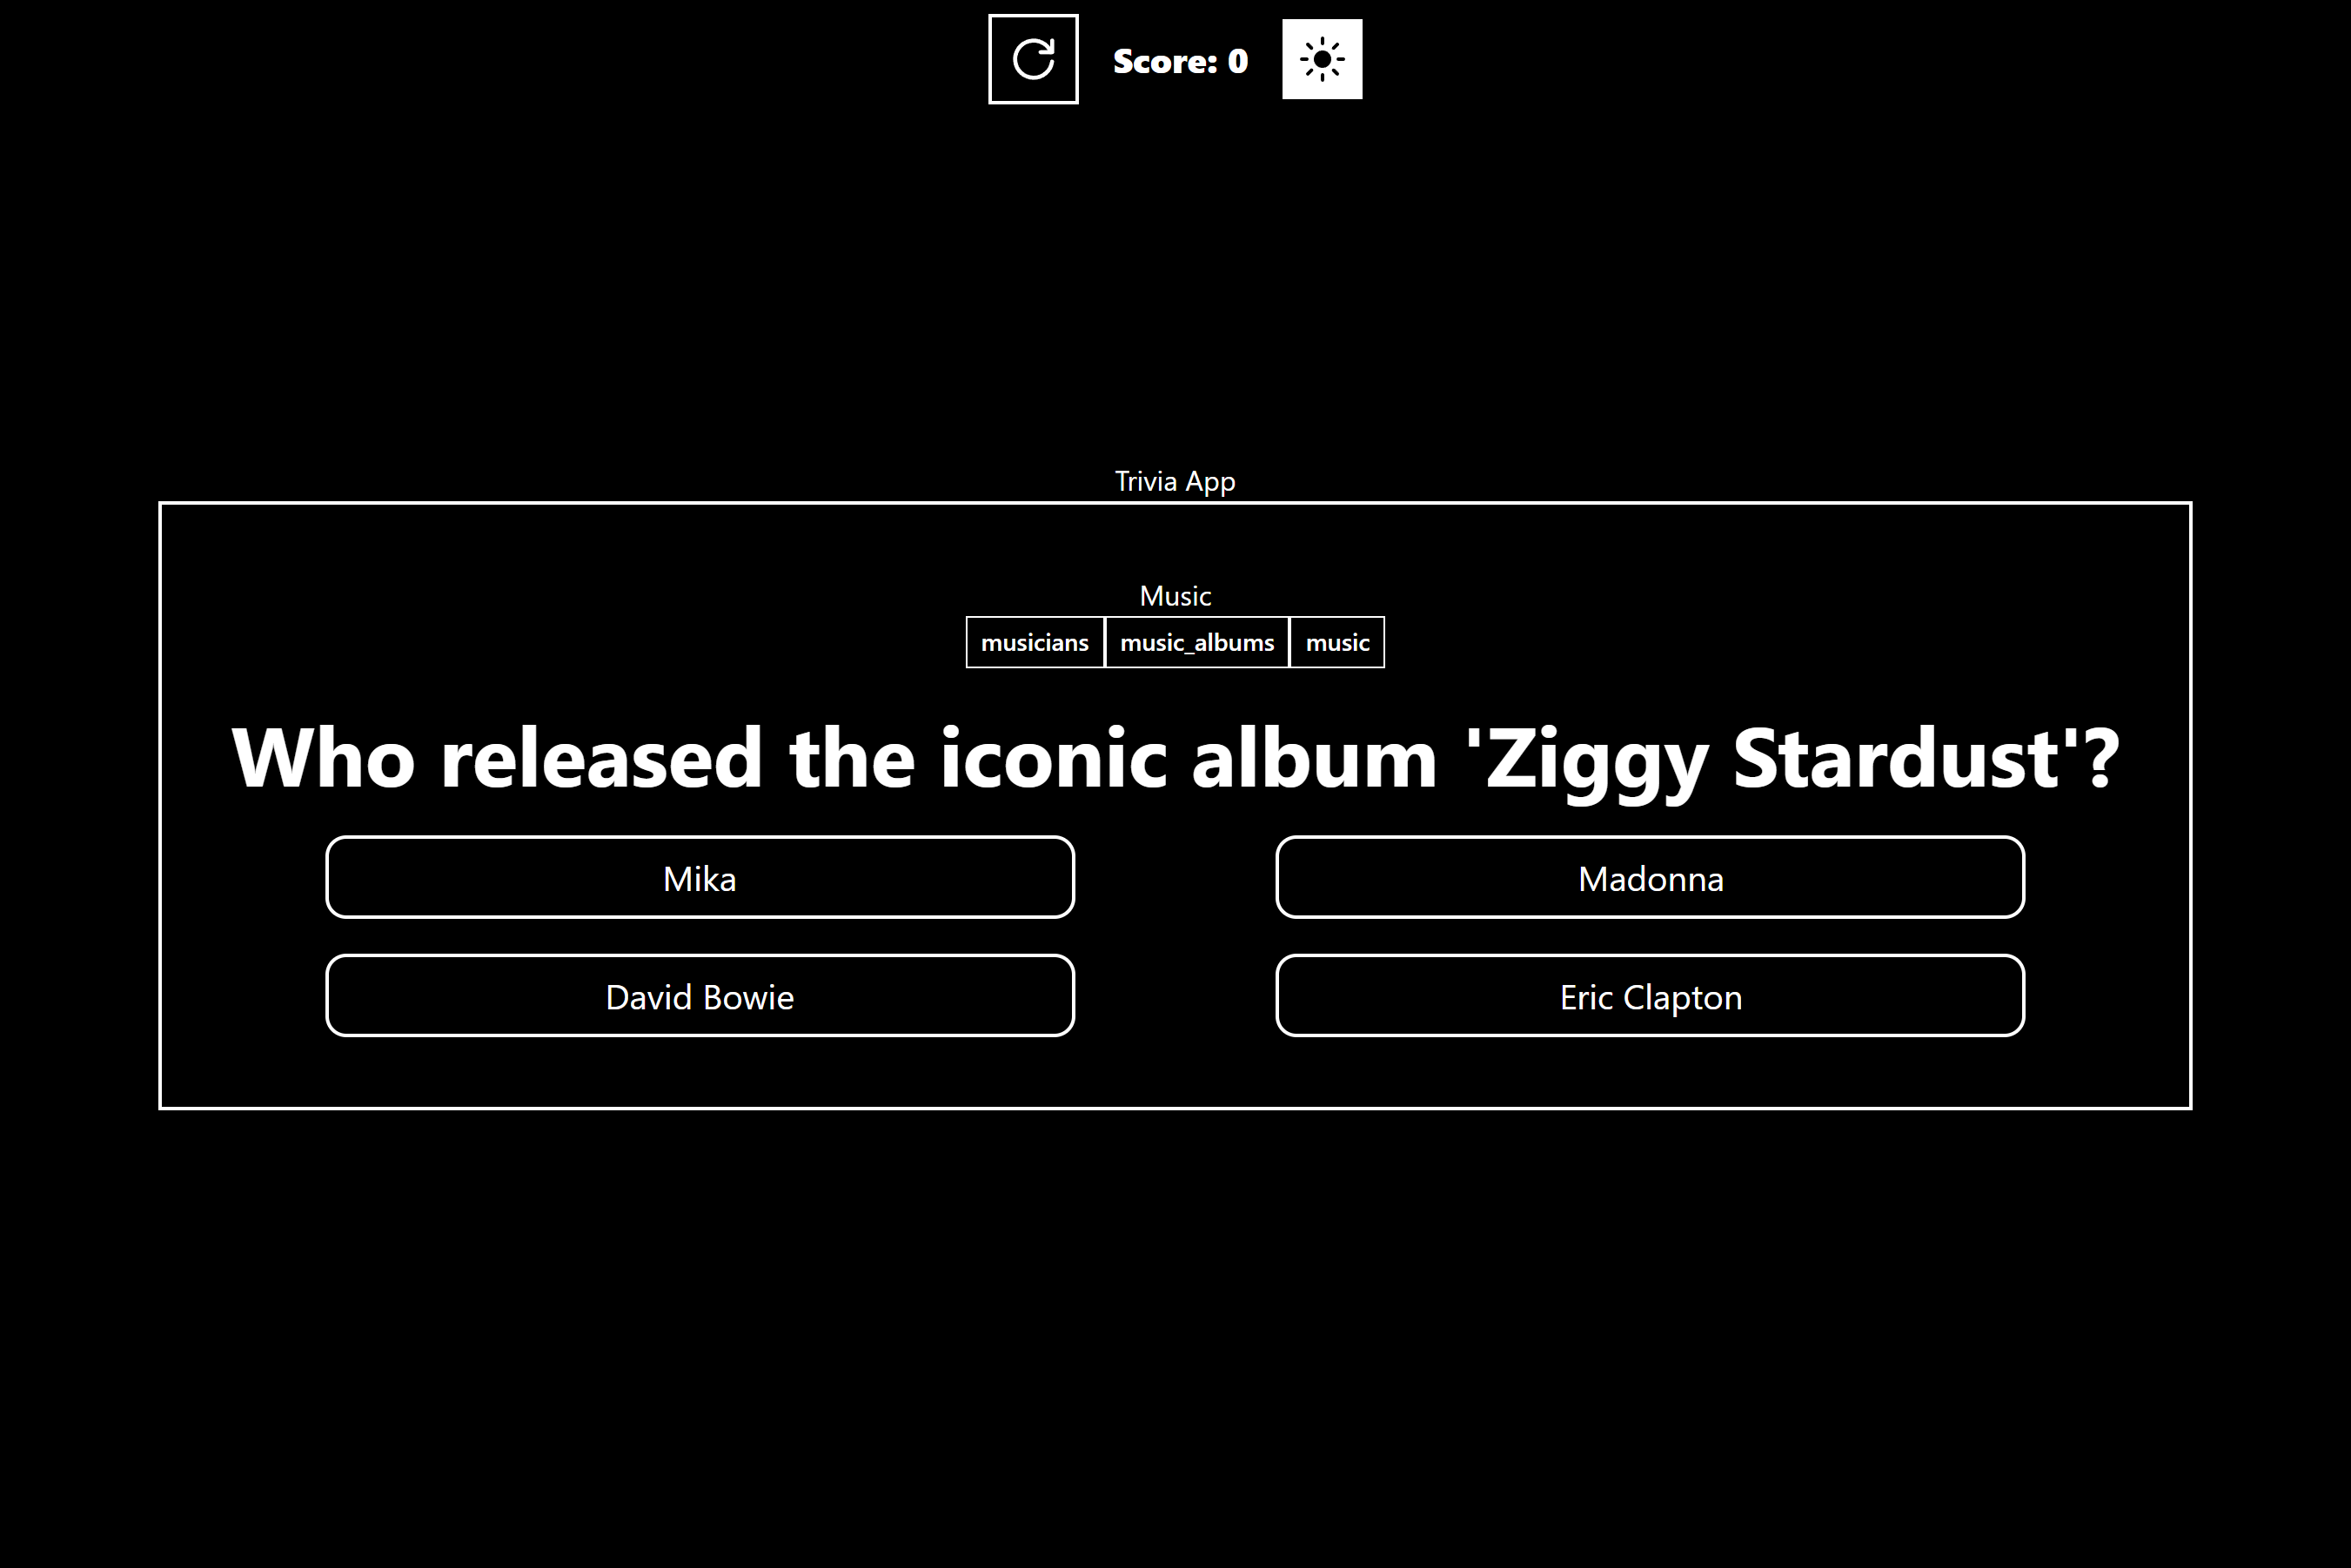 Score: 0
Trivia App
Music
musicians music_albums music
Who released the iconic album 'Ziggy Stardust'?
Mika Madonna
David Bowie Eric Clapton